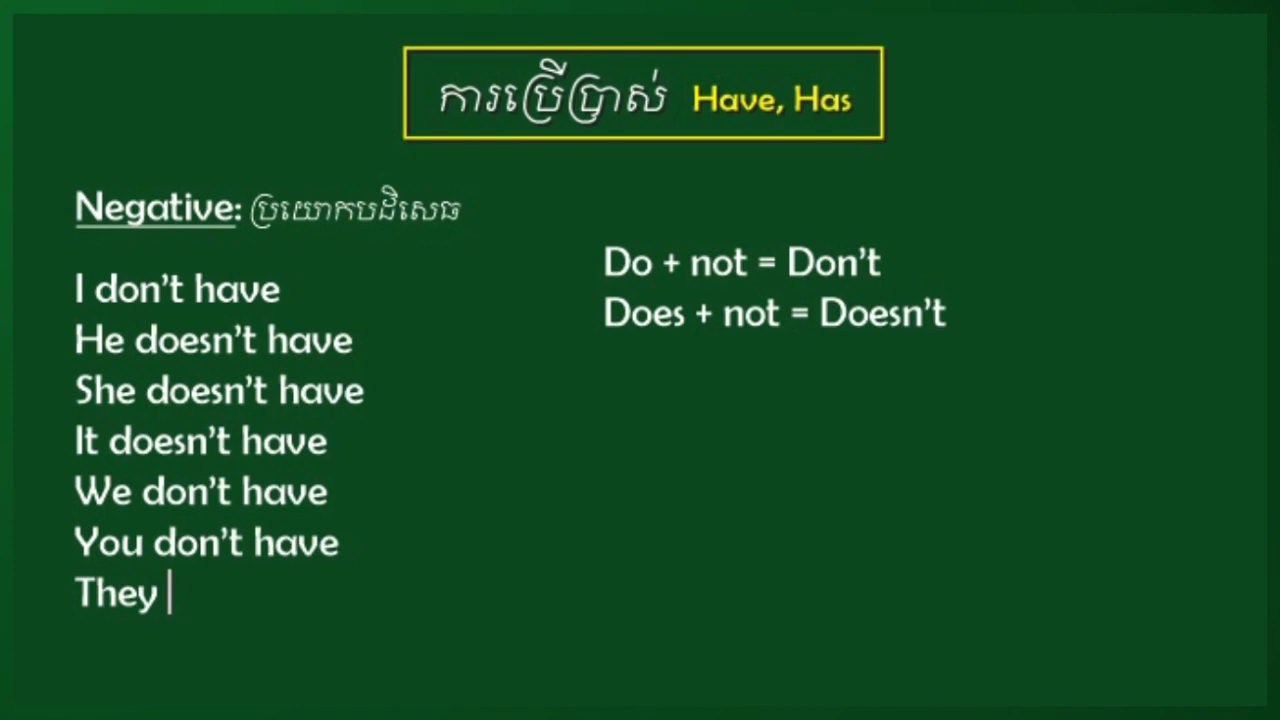 ការប្រើប្រាស់ Have, Has
Negative: ប្រយោគបដិសេធ
I don't have
He doesn't have
She doesn't have
It doesn't have
We don't have
You don't have
They
Do + not = Don't
Does + not = Doesn't